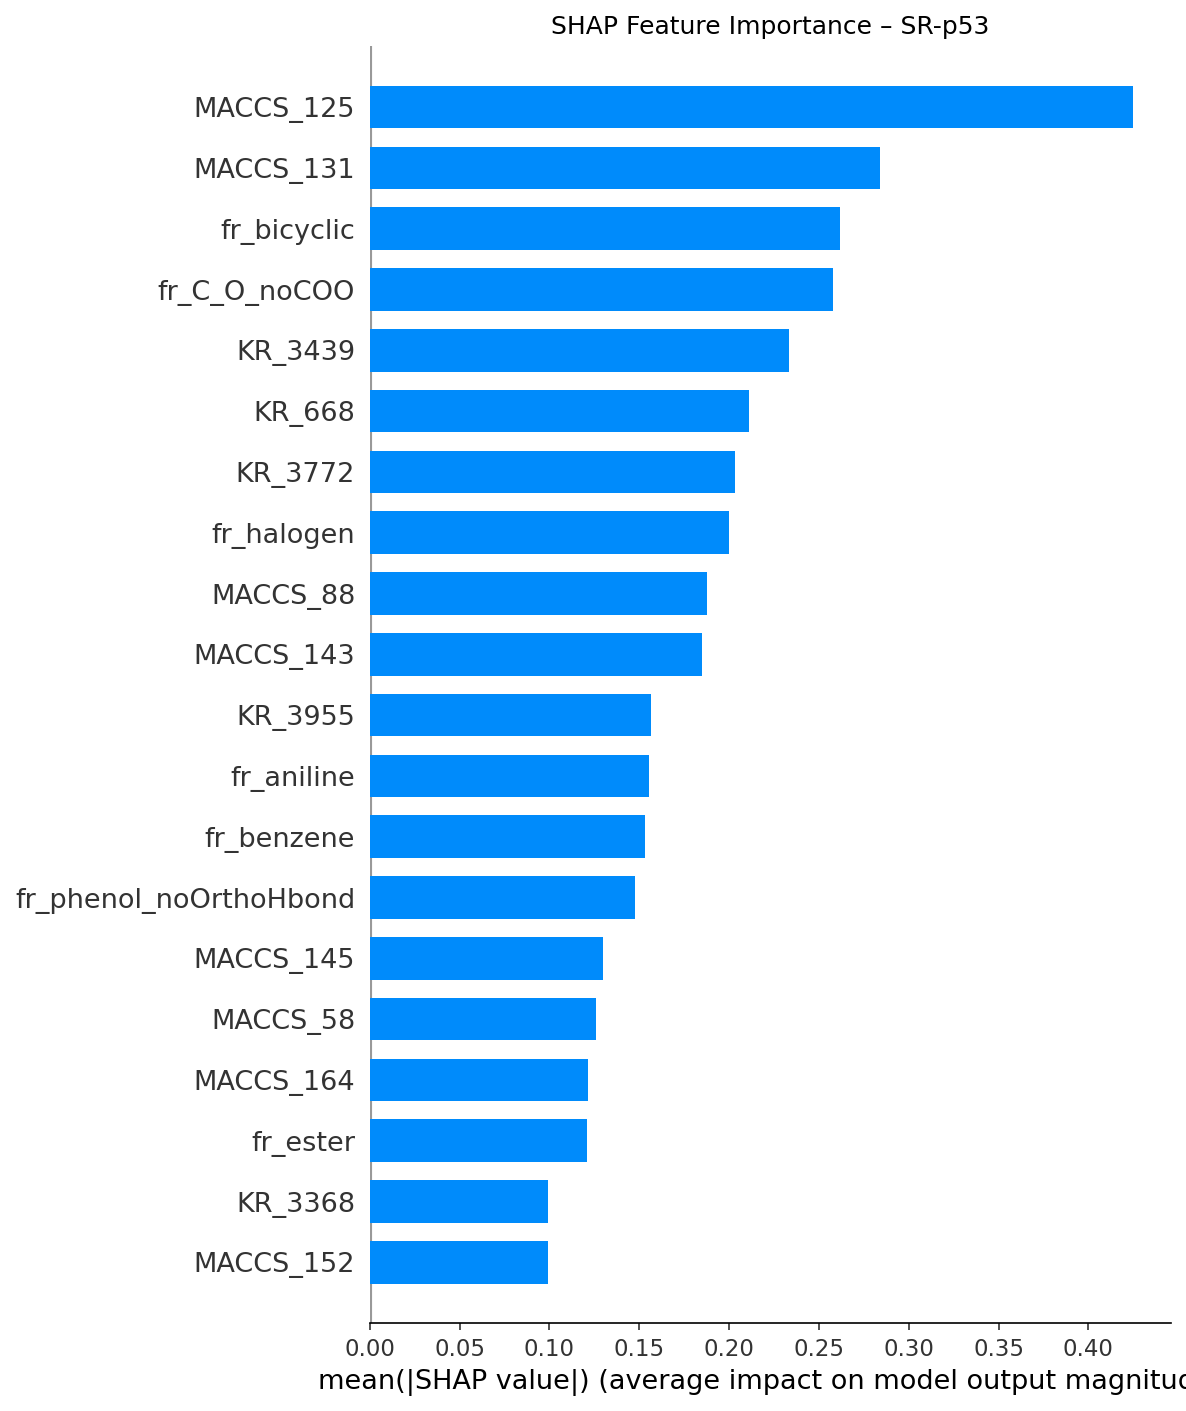 SHAP Feature Importance – SR-p53
MACCS_125
MACCS_131
fr_bicyclic
fr_C_O_noCOO
KR_3439
KR_668
KR_3772
fr_halogen
MACCS_88
MACCS_143
KR_3955
fr_aniline
fr_benzene
fr_phenol_noOrthoHbond
MACCS_145
MACCS_58
MACCS_164
fr_ester
KR_3368
MACCS_152
0.00 0.05 0.10 0.15 0.20 0.25 0.30 0.35 0.40
mean(|SHAP value|) (average impact on model output